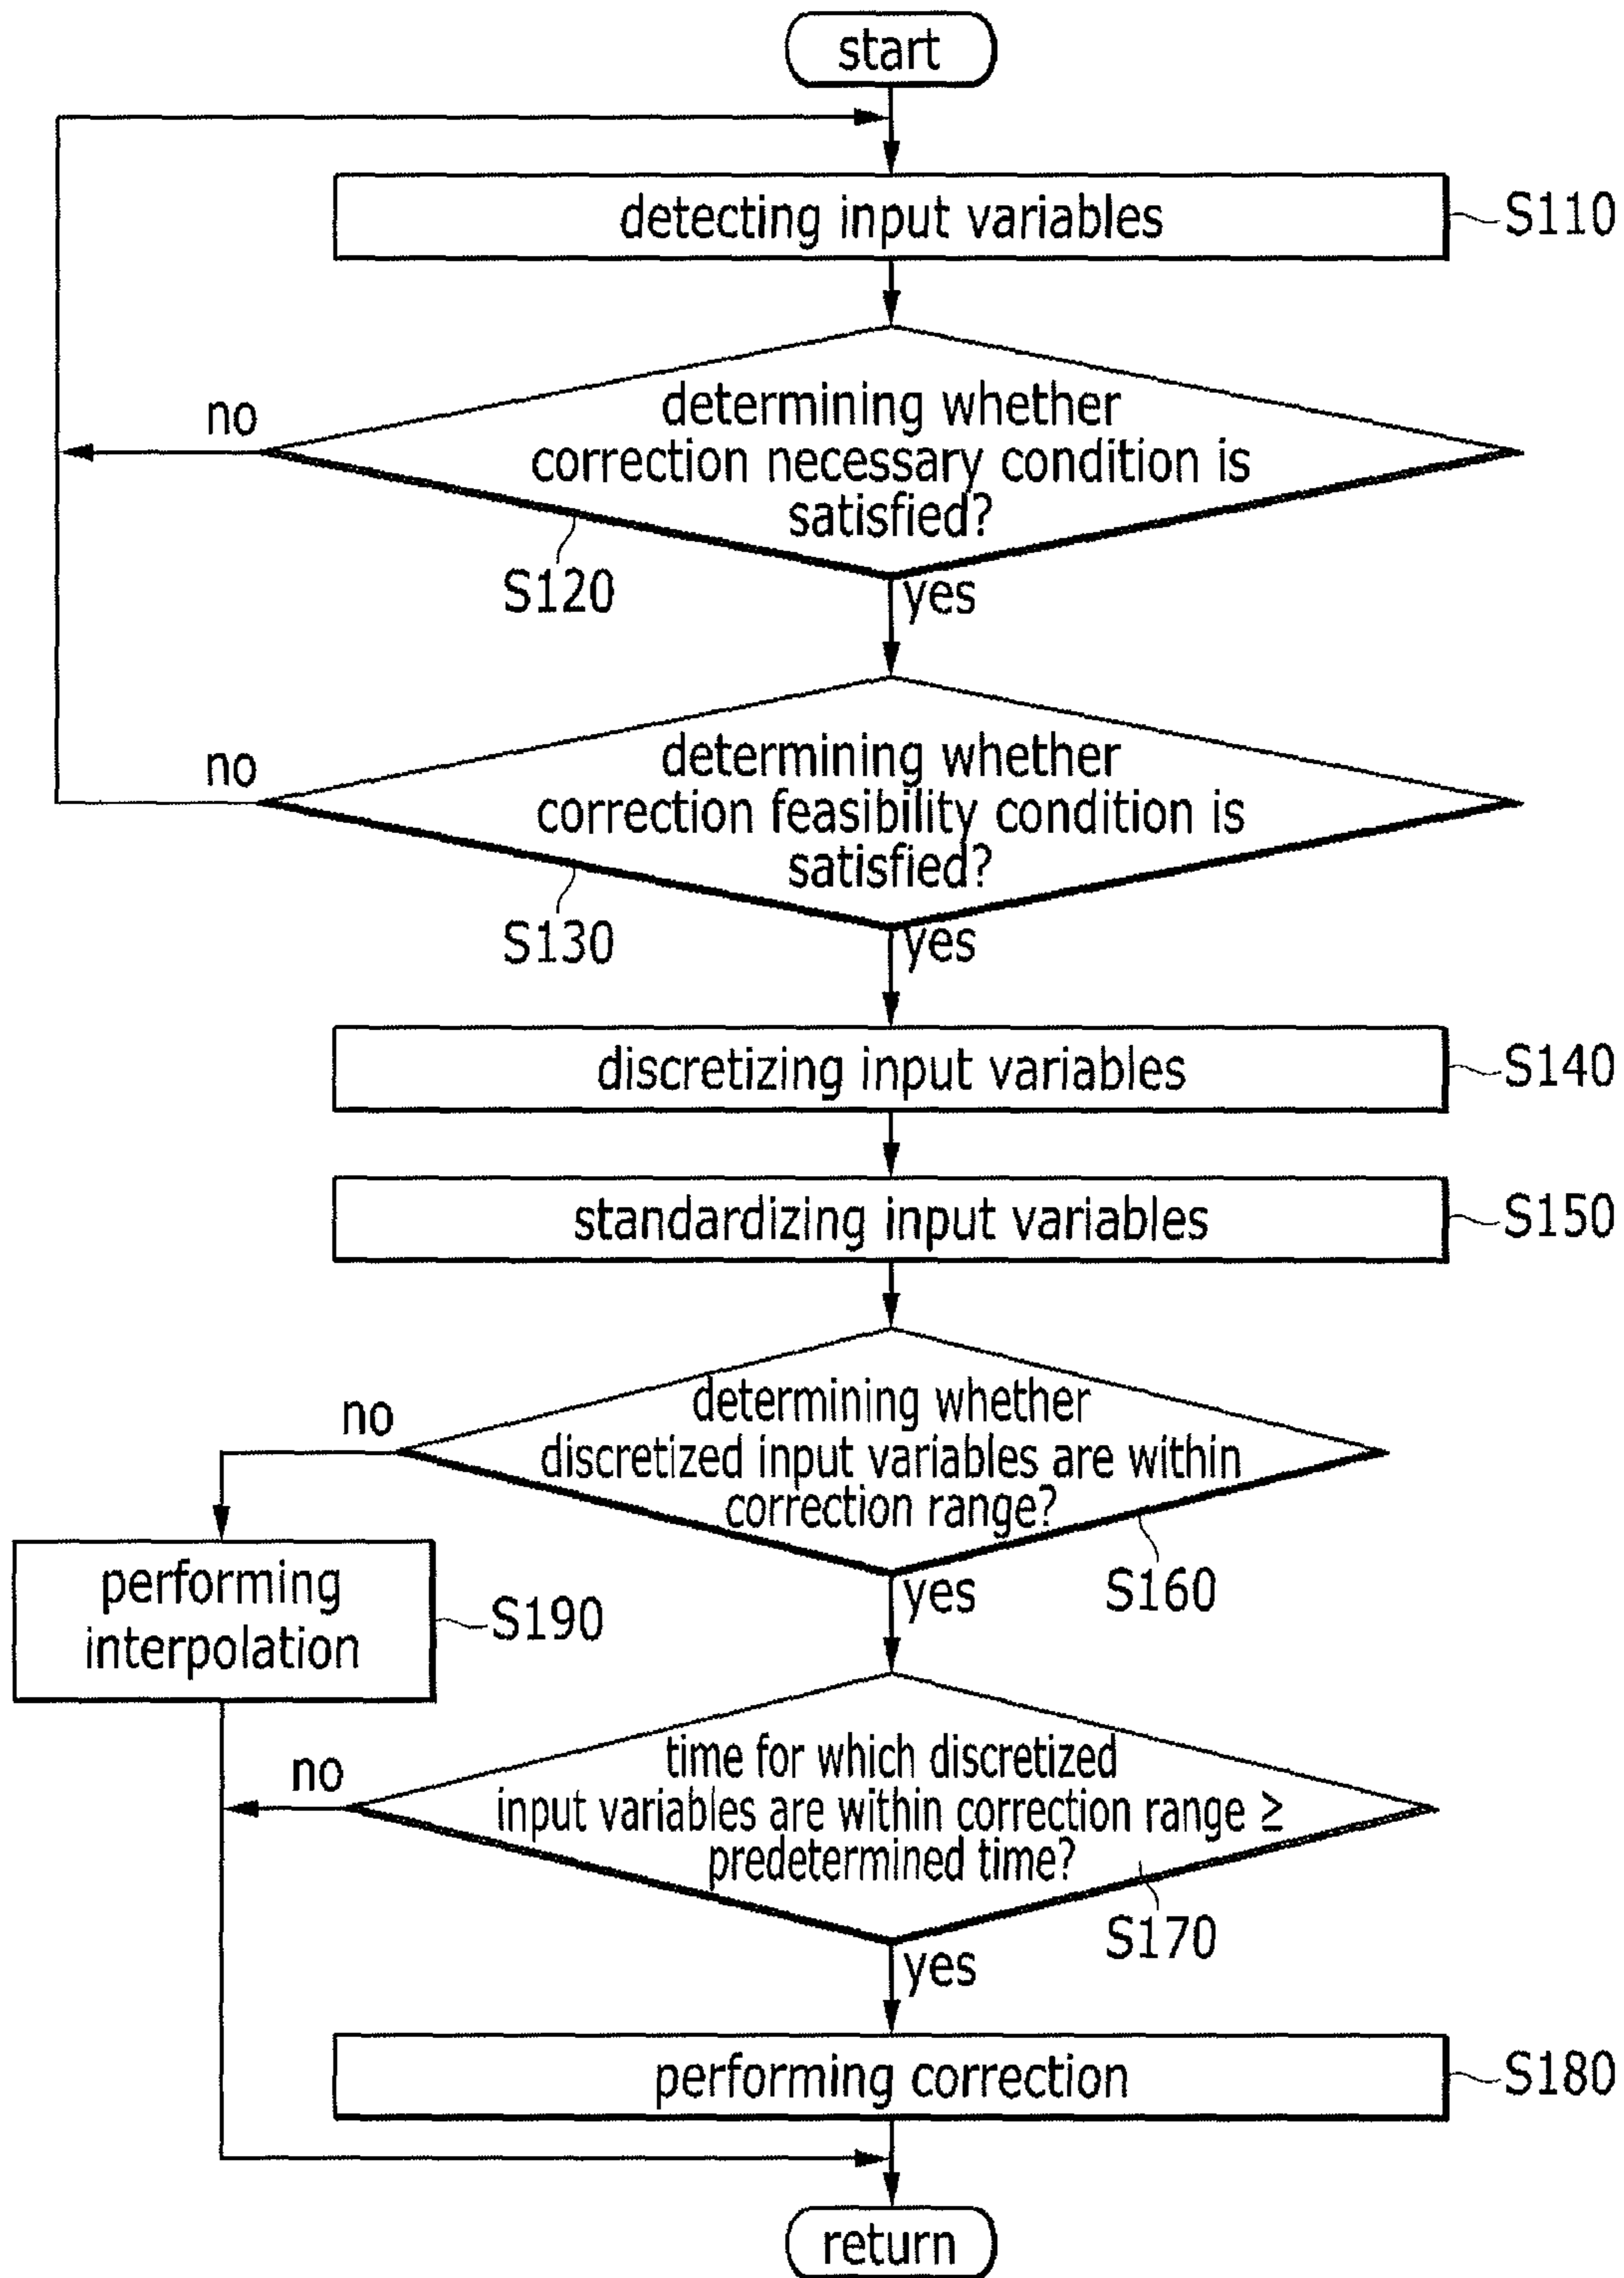 start
detecting input variables
S110
determining whether
correction necessary condition is
satisfied?
no
S120
yes
determining whether
correction feasibility condition is
satisfied?
no
S130
yes
discretizing input variables
S140
standardizing input variables
S150
determining whether
discretized input variables are within
correction range?
no
S160
yes
performing
interpolation
S190
time for which discretized
input variables are within correction range ≥
predetermined time?
no
S170
yes
performing correction
S180
return